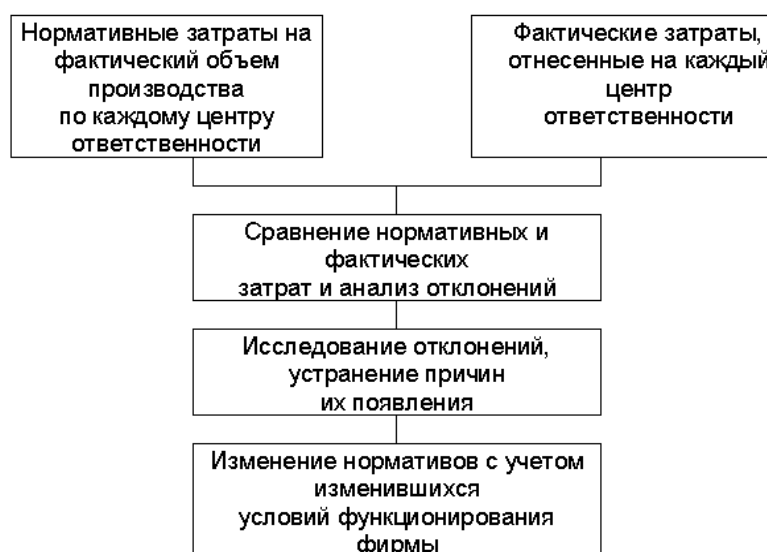 Нормативные затраты на
фактический объем
производства
по каждому центру
ответственности
Фактические затраты,
отнесенные на каждый
центр
ответственности
Сравнение нормативных и
фактических
затрат и анализ отклонений
Исследование отклонений,
устранение причин
их появления
Изменение нормативов с учетом
изменившихся
условий функционирования
фирмы